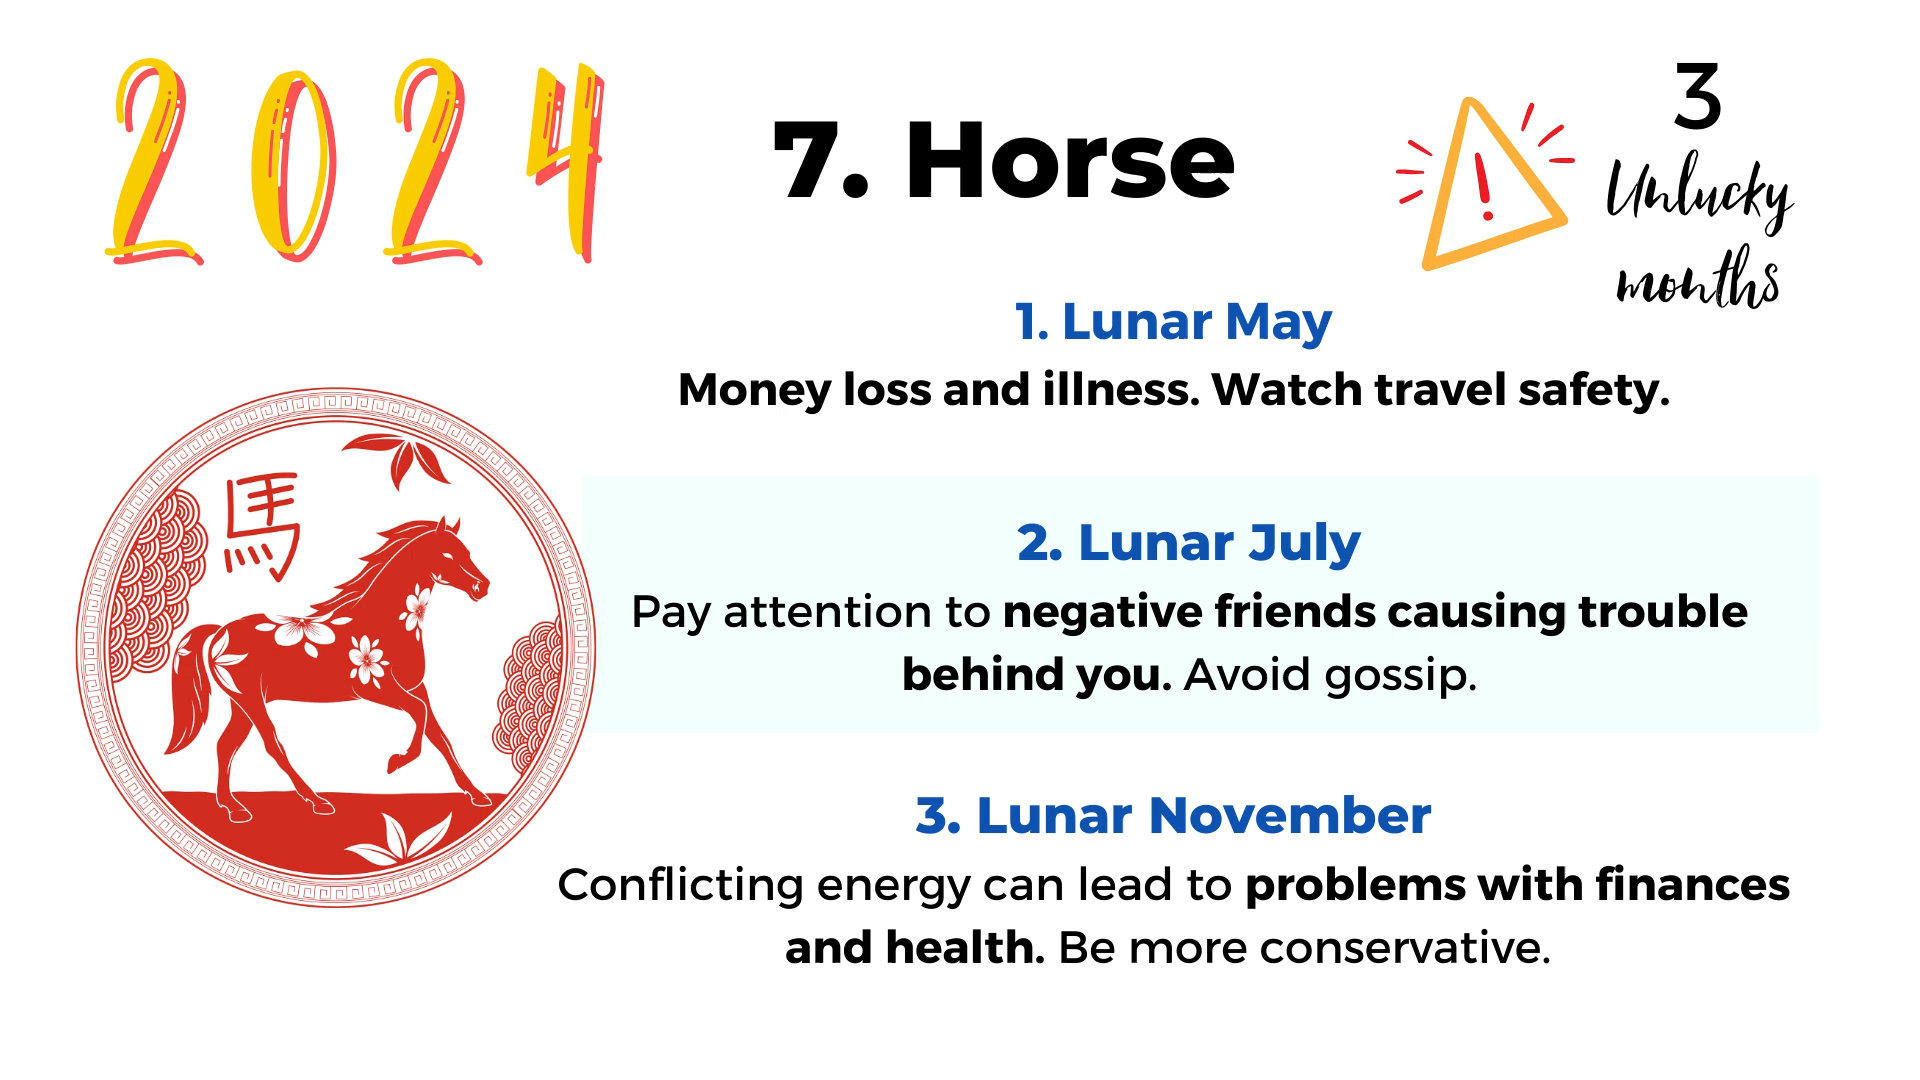 2024
7. Horse
3
Unlucky
months
!
1. Lunar May
Money loss and illness. Watch travel safety.
馬
2. Lunar July
Pay attention to negative friends causing trouble
behind you. Avoid gossip.
3. Lunar November
Conflicting energy can lead to problems with finances
and health. Be more conservative.